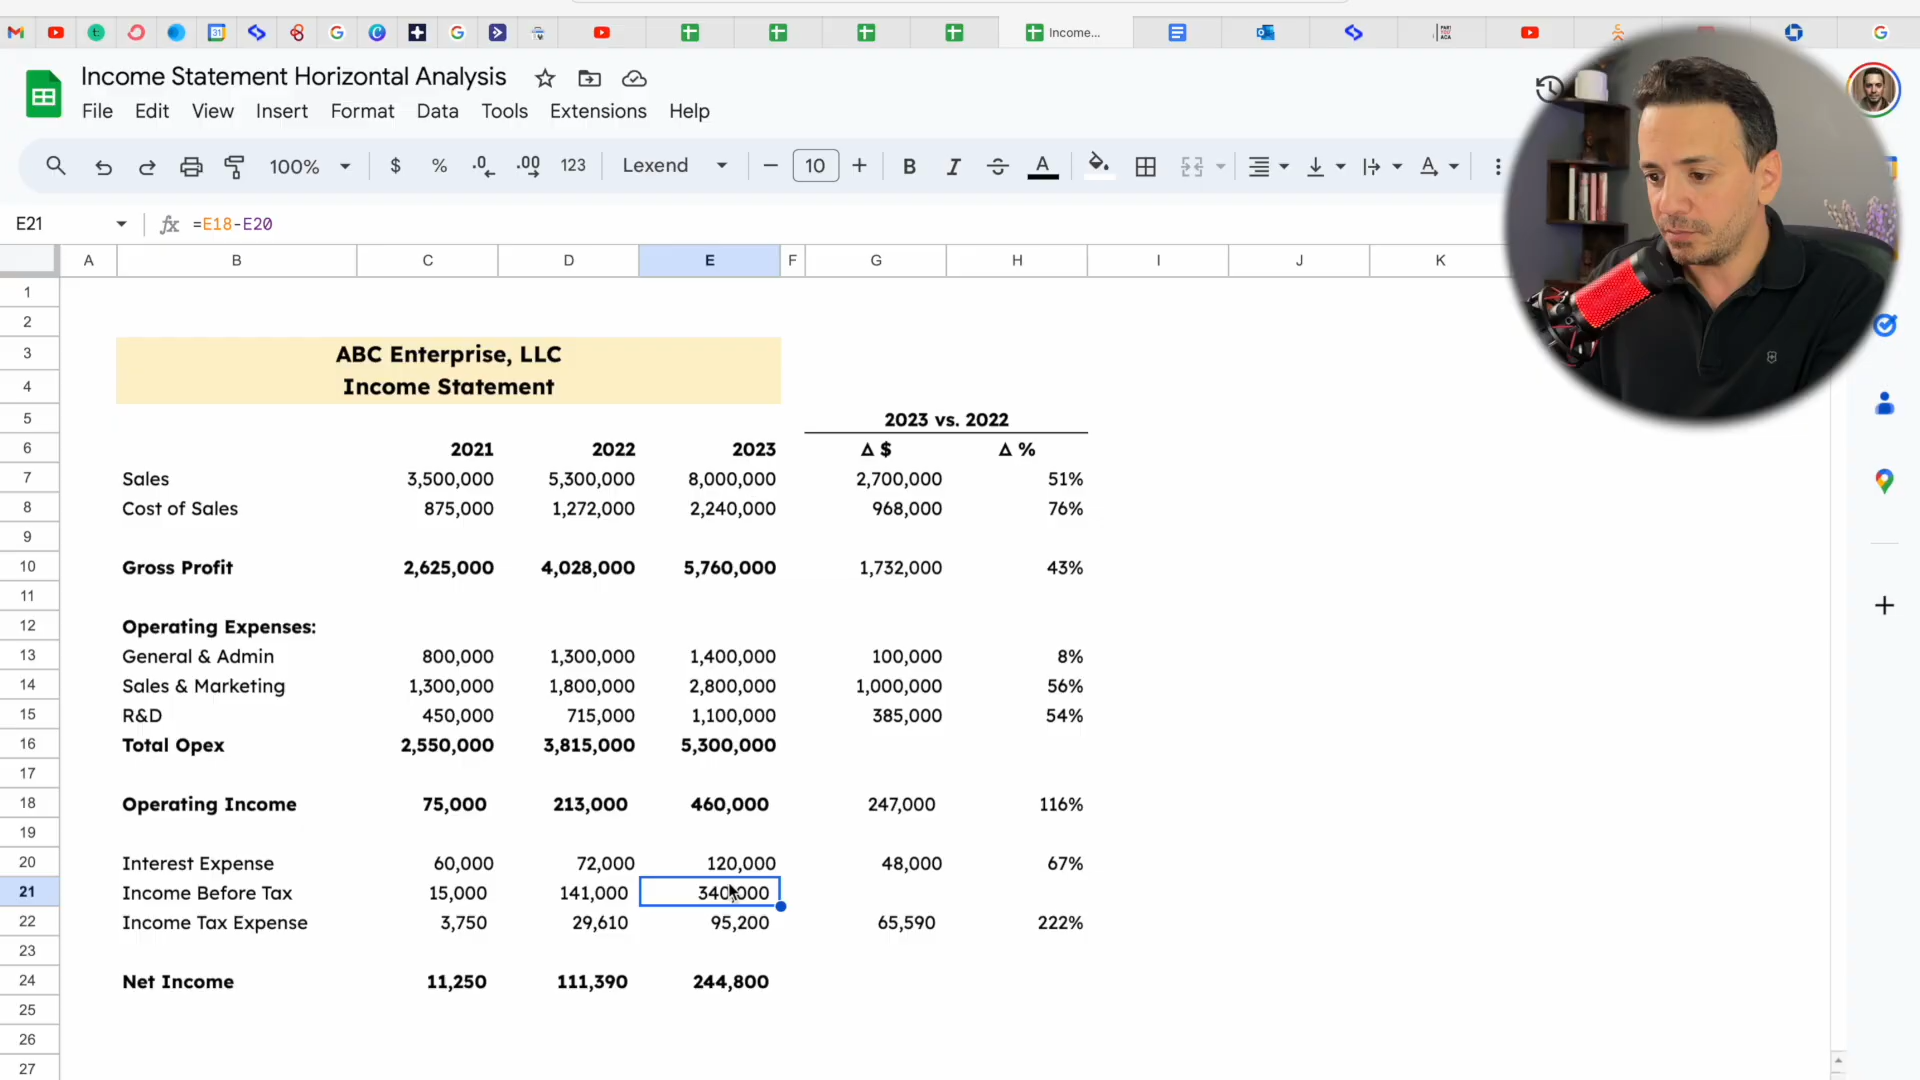 Income...
Income Statement Horizontal Analysis
File Edit View Insert Format Data Tools Extensions Help
100% $ % .0 .00 123 Lexend 10 B I A
E21 fx =E18-E20
A B C D E F G H I J K
1
2
3 ABC Enterprise, LLC
4 Income Statement
5 2023 vs. 2022
6 2021 2022 2023 Δ $ Δ %
7 Sales 3,500,000 5,300,000 8,000,000 2,700,000 51%
8 Cost of Sales 875,000 1,272,000 2,240,000 968,000 76%
9
10 Gross Profit 2,625,000 4,028,000 5,760,000 1,732,000 43%
11
12 Operating Expenses:
13 General & Admin 800,000 1,300,000 1,400,000 100,000 8%
14 Sales & Marketing 1,300,000 1,800,000 2,800,000 1,000,000 56%
15 R&D 450,000 715,000 1,100,000 385,000 54%
16 Total Opex 2,550,000 3,815,000 5,300,000
17
18 Operating Income 75,000 213,000 460,000 247,000 116%
19
20 Interest Expense 60,000 72,000 120,000 48,000 67%
21 Income Before Tax 15,000 141,000 340,000
22 Income Tax Expense 3,750 29,610 95,200 65,590 222%
23
24 Net Income 11,250 111,390 244,800
25
26
27